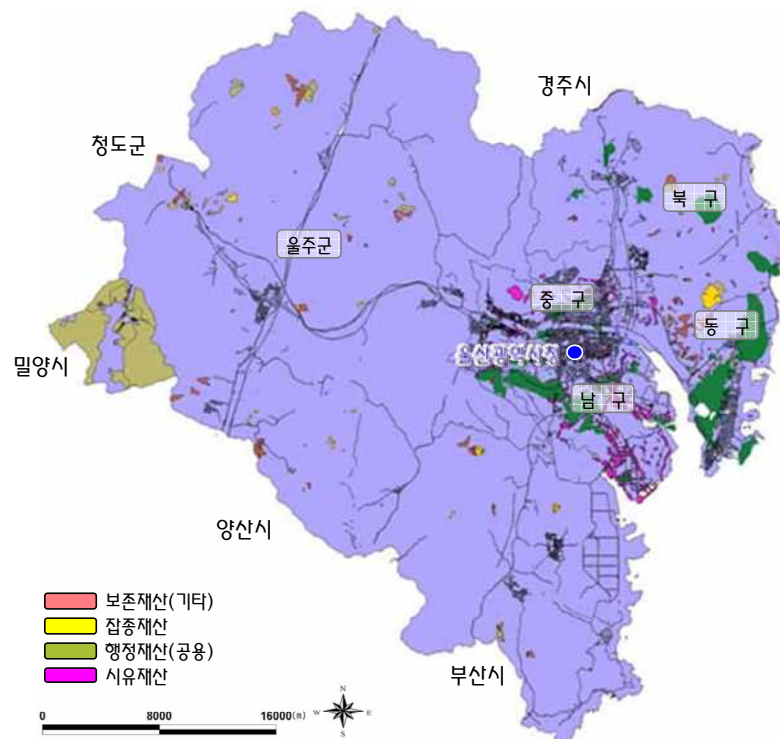 경주시
청도군
북 구
울주군
중 구
동 구
밀양시
울산광역시청
남 구
양산시
보존재산(기타)
잡종재산
행정재산(공용)
시유재산
부산시
N
W E
S
0 8000 16000(m)